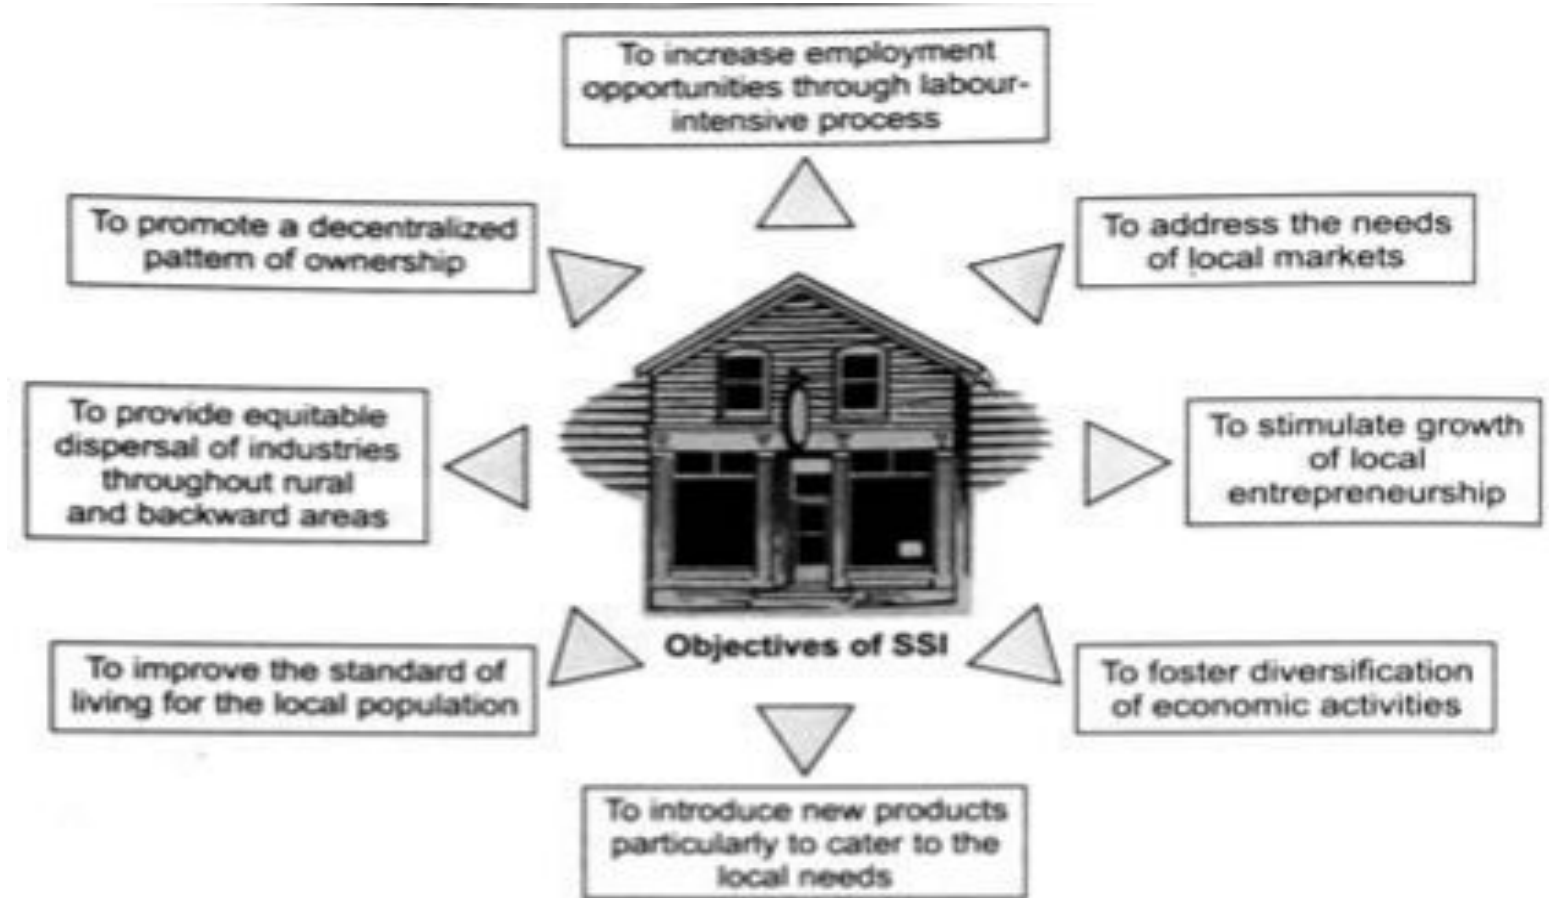 To increase employment
opportunities through labour-
intensive process
To promote a decentralized
pattern of ownership
To address the needs
of local markets
To provide equitable
dispersal of industries
throughout rural
and backward areas
To stimulate growth
of local
entrepreneurship
Objectives of SSI
To improve the standard of
living for the local population
To foster diversification
of economic activities
To introduce new products
particularly to cater to the
local needs